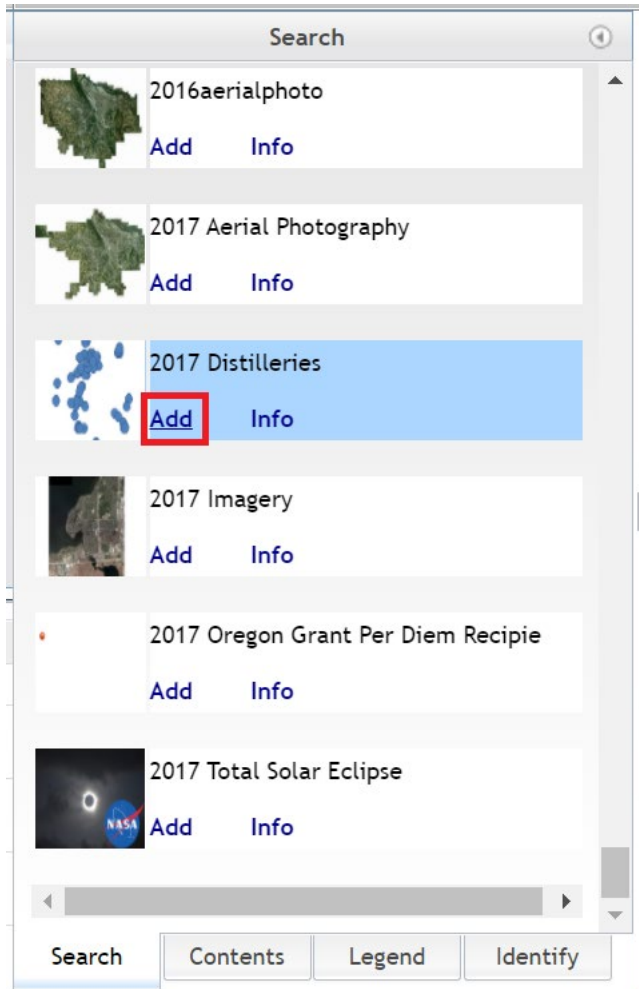 Search
2016aerialphoto
Add Info
2017 Aerial Photography
Add Info
2017 Distilleries
Add Info
2017 Imagery
Add Info
2017 Oregon Grant Per Diem Recipie
Add Info
2017 Total Solar Eclipse
NASA
Add Info
Search Contents Legend Identify